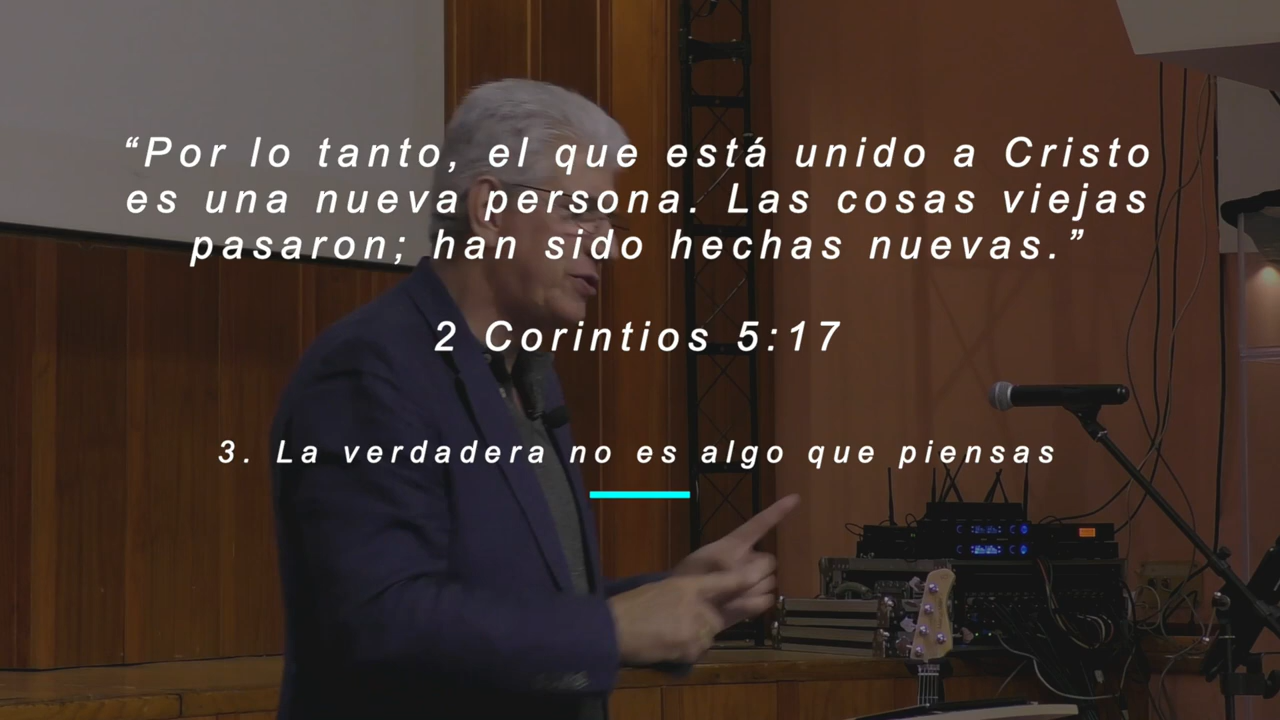 “Por lo tanto, el que está unido a Cristo
es una nueva persona. Las cosas viejas
pasaron; han sido hechas nuevas.”
2 Corintios 5:17
3. La verdadera no es algo que piensas